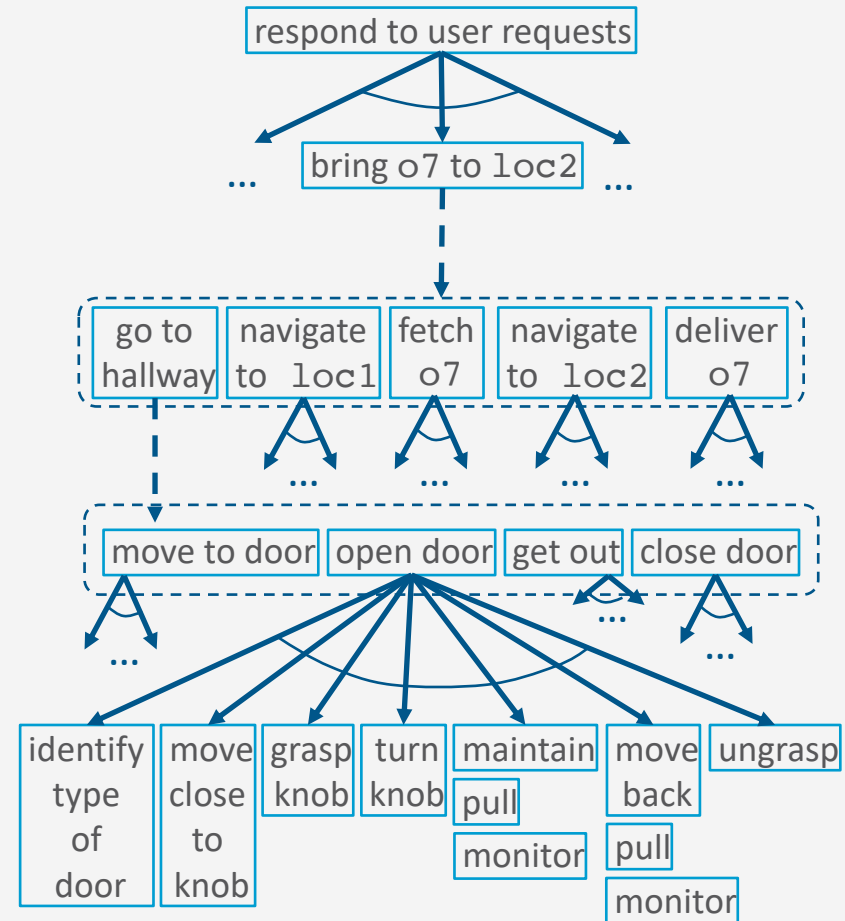 respond to user requests
... bring o7 to loc2 ...
go to navigate fetch navigate deliver
hallway to loc1 o7 to loc2 o7
... ... ... ...
move to door open door get out close door
... ... ...
identify move grasp turn maintain move ungrasp
type close knob knob pull back
of to monitor pull
door knob monitor